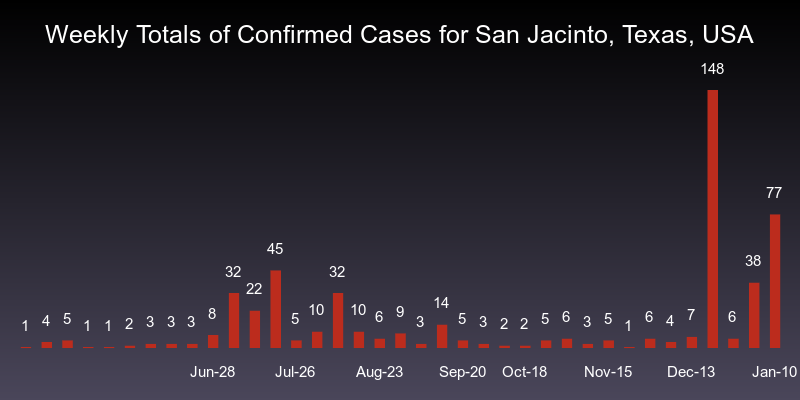 Weekly Totals of Confirmed Cases for San Jacinto, Texas, USA
1 4 5 1 1 2 3 3 3 8 32 22 45 5 10 32 10 6 9 3 14 5 3 2 2 5 6 3 5 1 6 4 7 148 6 38 77
Jun-28 Jul-26 Aug-23 Sep-20 Oct-18 Nov-15 Dec-13 Jan-10